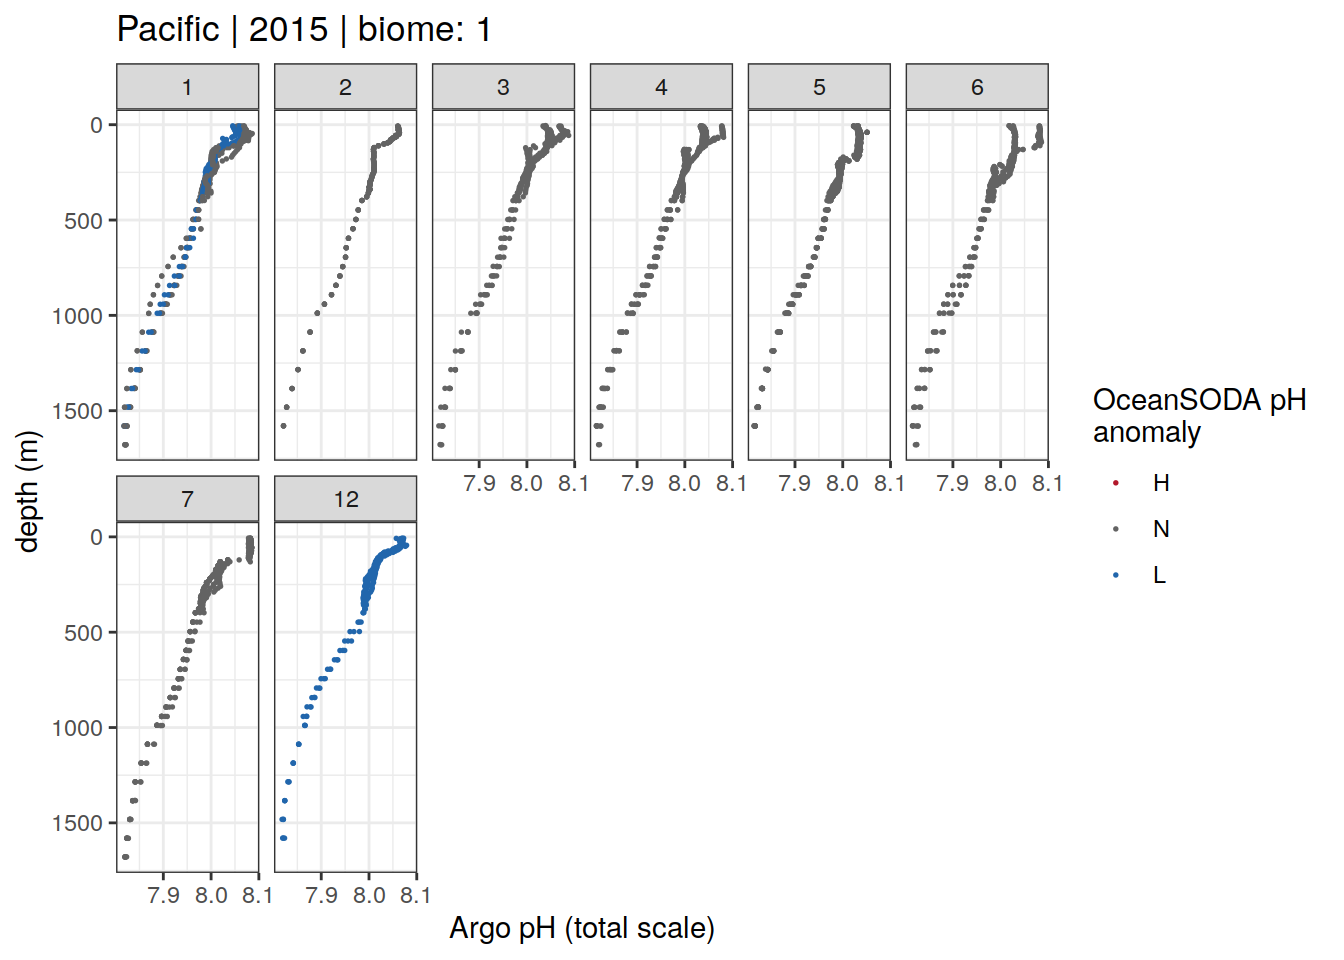 Pacific | 2015 | biome: 1
1 2 3 4 5 6
0
500
1000
1500
7.9 8.0 8.1 7.9 8.0 8.1 7.9 8.0 8.1 7.9 8.0 8.1
7 12
0
500
1000
1500
7.9 8.0 8.1 7.9 8.0 8.1
depth (m)
Argo pH (total scale)
OceanSODA pH
anomaly
H
N
L